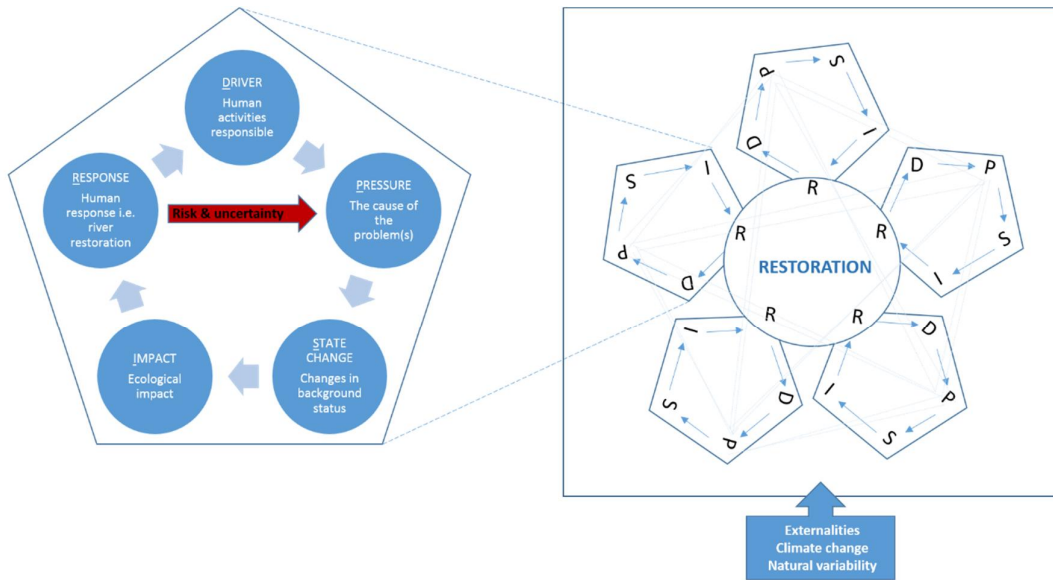 DRIVER
Human
activities
responsible
PRESSURE
The cause of
the
problem(s)
STATE
CHANGE
Changes in
background
status
IMPACT
Ecological
impact
RESPONSE
Human
response i.e.
river
restoration
Risk & uncertainty
D
P
S
I
R
D
P
S
I
R
D
P
S
I
R
D
P
S
I
R
D
P
S
I
R
RESTORATION
Externalities
Climate change
Natural variability